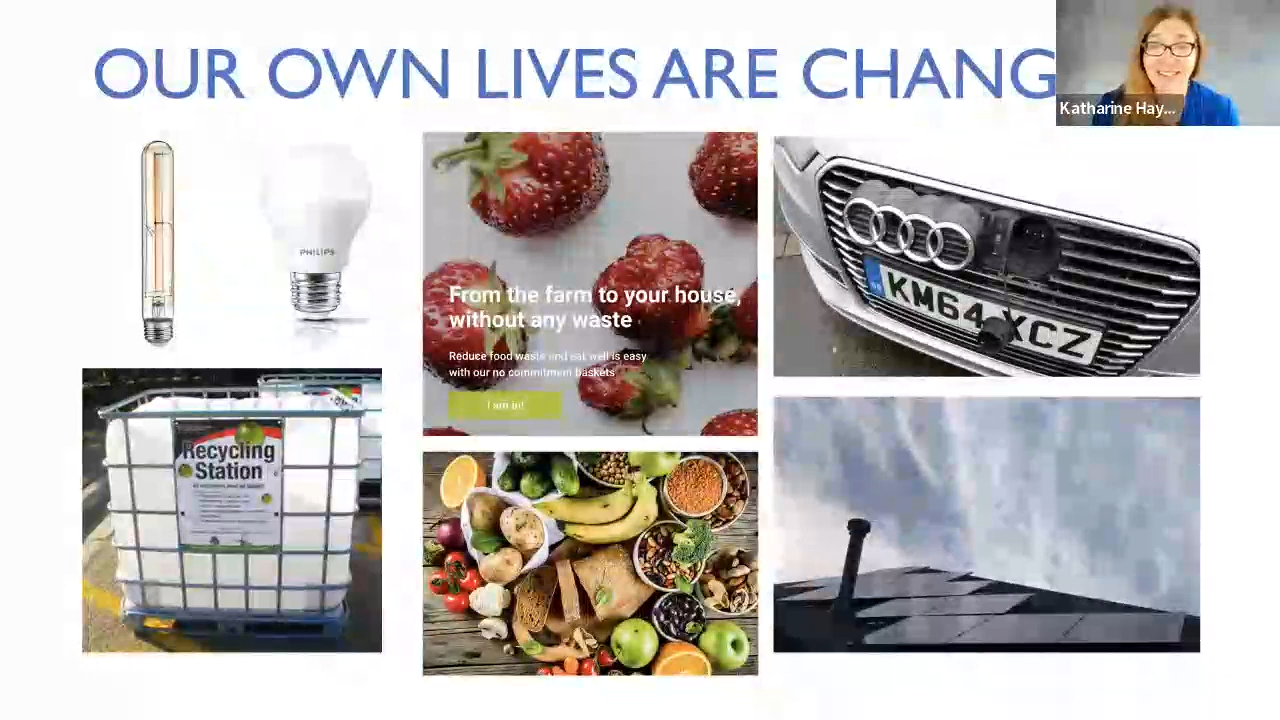 OUR OWN LIVES ARE CHANG
Katharine Hay...
PHILIPS
From the farm to your house,
without any waste
Reduce food waste and eat well is easy
with our no commitment baskets
I am in!
KM64 XCZ
Recycling
Station